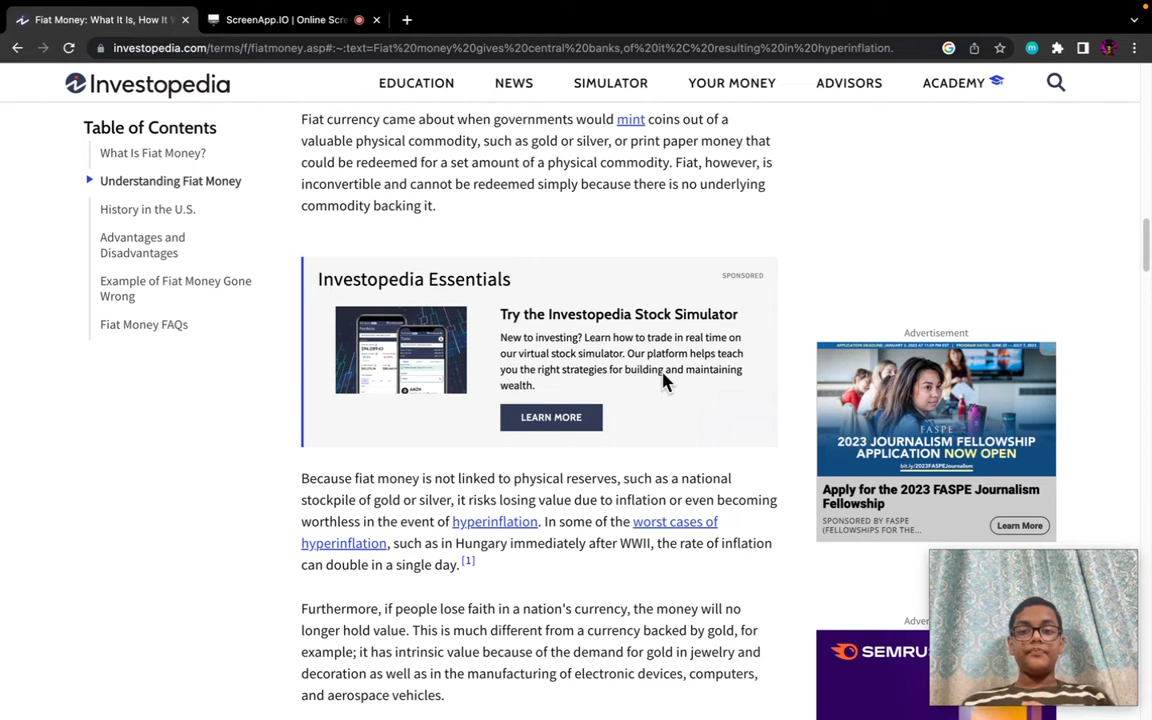 Fiat Money: What It Is, How It W
ScreenApp.IO | Online Scre
investopedia.com/terms/f/fiatmoney.asp#:~:text=Fiat%20money%20gives%20central%20banks,of%20it%2C%20resulting%20in%20hyperinflation.
Investopedia
EDUCATION
NEWS
SIMULATOR
YOUR MONEY
ADVISORS
ACADEMY
Table of Contents
What Is Fiat Money?
Understanding Fiat Money
History in the U.S.
Advantages and
Disadvantages
Example of Fiat Money Gone
Wrong
Fiat Money FAQs
Fiat currency came about when governments would mint coins out of a
valuable physical commodity, such as gold or silver, or print paper money that
could be redeemed for a set amount of a physical commodity. Fiat, however, is
inconvertible and cannot be redeemed simply because there is no underlying
commodity backing it.
Investopedia Essentials
SPONSORED
Try the Investopedia Stock Simulator
New to investing? Learn how to trade in real time on
our virtual stock simulator. Our platform helps teach
you the right strategies for building and maintaining
wealth.
LEARN MORE
Because fiat money is not linked to physical reserves, such as a national
stockpile of gold or silver, it risks losing value due to inflation or even becoming
worthless in the event of hyperinflation. In some of the worst cases of
hyperinflation, such as in Hungary immediately after WWII, the rate of inflation
can double in a single day. [1]
Furthermore, if people lose faith in a nation's currency, the money will no
longer hold value. This is much different from a currency backed by gold, for
example; it has intrinsic value because of the demand for gold in jewelry and
decoration as well as in the manufacturing of electronic devices, computers,
and aerospace vehicles.
Advertisement
FASPE
2023 JOURNALISM FELLOWSHIP
APPLICATION NOW OPEN
bit.ly/2023FASPEJournalism
Apply for the 2023 FASPE Journalism
Fellowship
SPONSORED BY FASPE
(FELLOWSHIPS FOR THE...
Learn More
Adver
SEMRUS